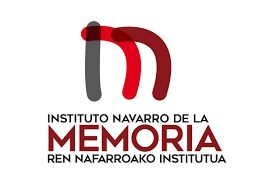 INSTITUTO NAVARRO DE LA
MEMORIA
REN NAFARROAKO INSTITUTUA